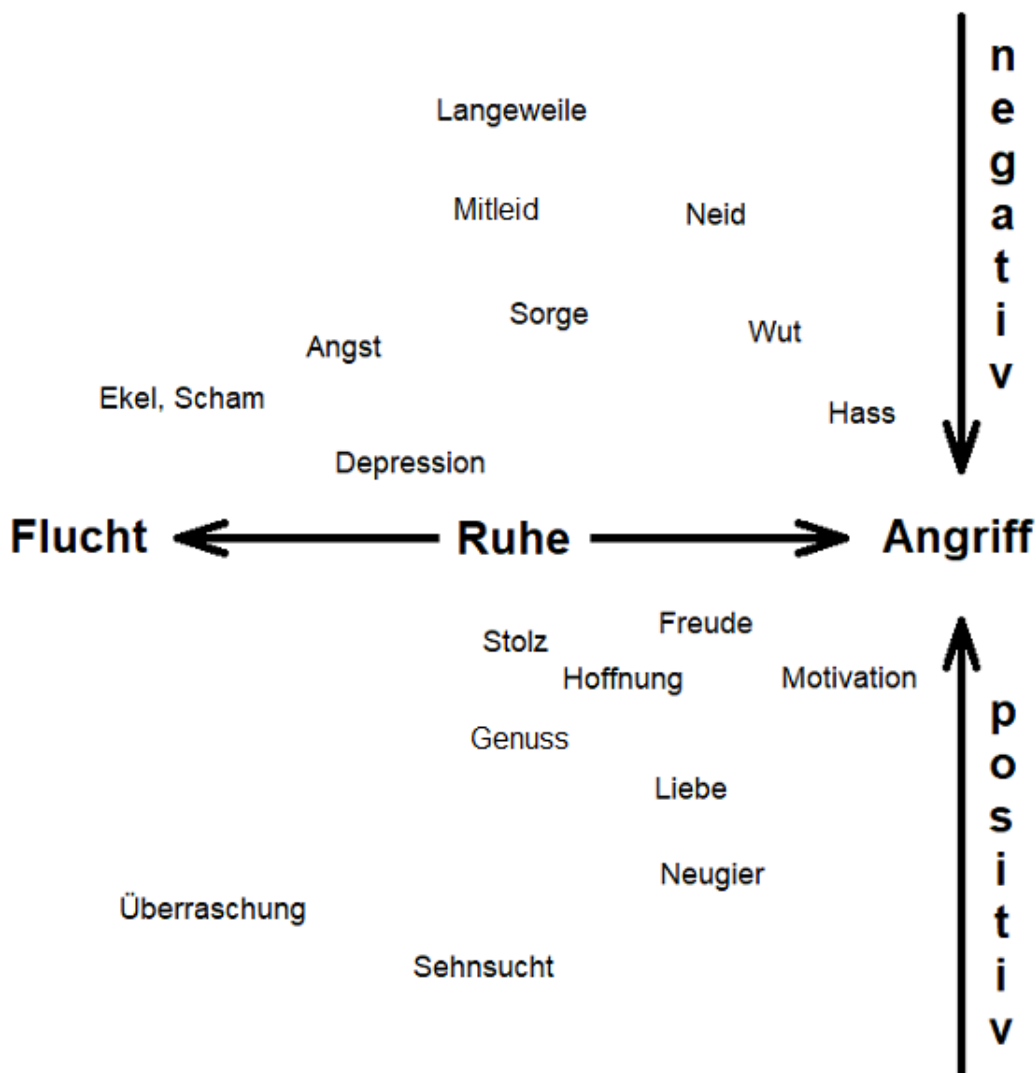 negativ
Langeweile
Mitleid
Neid
Sorge
Wut
Angst
Ekel, Scham
Hass
Depression
Flucht
Ruhe
Angriff
Freude
Stolz
Hoffnung
Motivation
positiv
Genuss
Liebe
Neugier
Überraschung
Sehnsucht